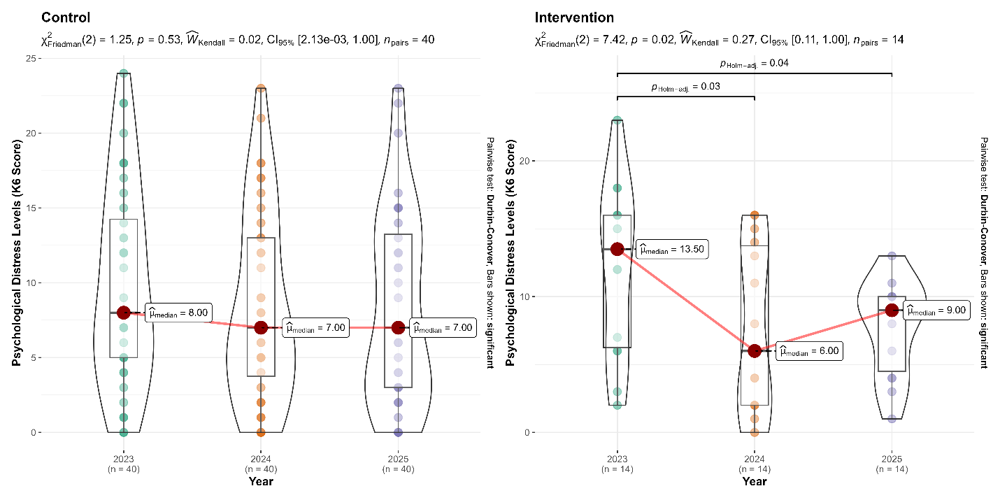 Control
χ²Friedman(2) = 1.25, p = 0.53, ŴKendall = 0.02, CI95% [2.13e-03, 1.00], npairs = 40
Psychological Distress Levels (K6 Score)
25
20
15
10
5
0
μ̂median = 8.00
μ̂median = 7.00
μ̂median = 7.00
2023
(n = 40)
2024
(n = 40)
2025
(n = 40)
Year
Pairwise test: Durbin-Conover, Bars shown: significant
Intervention
χ²Friedman(2) = 7.42, p = 0.02, ŴKendall = 0.27, CI95% [0.11, 1.00], npairs = 14
Psychological Distress Levels (K6 Score)
20
10
0
pHolm−adj. = 0.04
pHolm−adj. = 0.03
μ̂median = 13.50
μ̂median = 6.00
μ̂median = 9.00
2023
(n = 14)
2024
(n = 14)
2025
(n = 14)
Year
Pairwise test: Durbin-Conover, Bars shown: significant